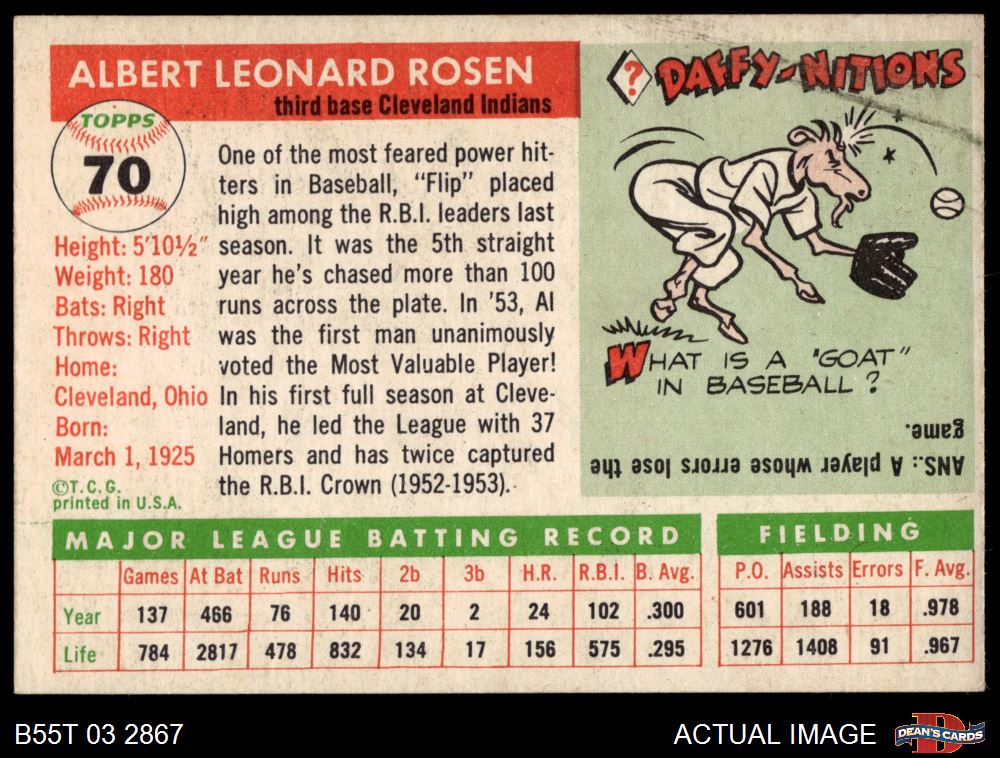 ALBERT LEONARD ROSEN
third base Cleveland Indians
TOPPS
70
Height: 5'10½"
Weight: 180
Bats: Right
Throws: Right
Home:
Cleveland, Ohio
Born:
March 1, 1925
©T.C.G.
printed in U.S.A.
One of the most feared power hit-
ters in Baseball, "Flip" placed
high among the R.B.I. leaders last
season. It was the 5th straight
year he's chased more than 100
runs across the plate. In '53, Al
was the first man unanimously
voted the Most Valuable Player!
In his first full season at Cleve-
land, he led the League with 37
Homers and has twice captured
the R.B.I. Crown (1952-1953).
?
DAFFY-NITIONS
WHAT IS A "GOAT"
IN BASEBALL?
ANS.: A player whose errors lose the
game.
MAJOR LEAGUE BATTING RECORD
Games At Bat Runs Hits 2b 3b H.R. R.B.I. B. Avg.
Year 137 466 76 140 20 2 24 102 .300
Life 784 2817 478 832 134 17 156 575 .295
FIELDING
P.O. Assists Errors F. Avg.
601 188 18 .978
1276 1408 91 .967
B55T 03 2867
ACTUAL IMAGE
DEAN'S CARDS